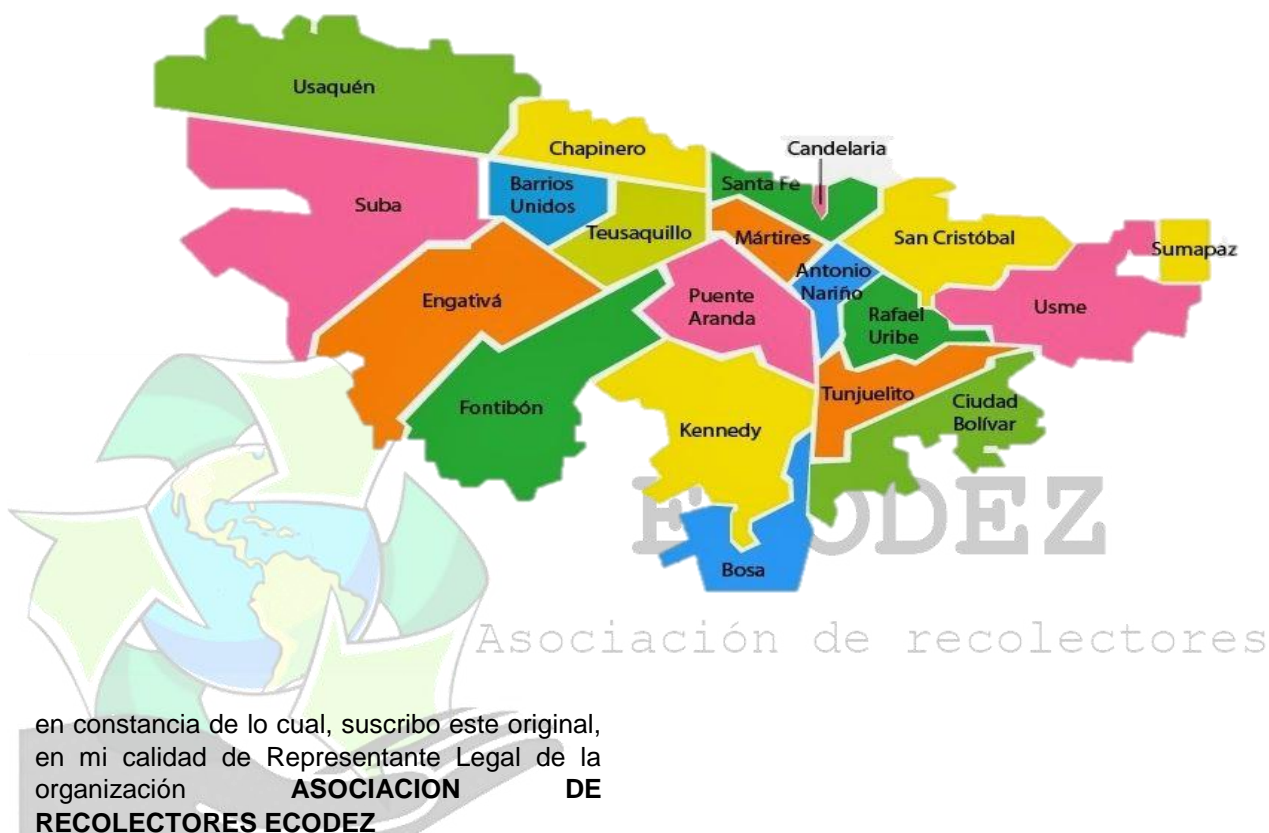 Usaquén
Chapinero
Candelaria
Suba
Barrios
Unidos
Santa Fe
Teusaquillo
Mártires
San Cristóbal
Sumapaz
Engativá
Puente
Aranda
Antonio
Nariño
Rafael
Uribe
Usme
Fontibón
Kennedy
Tunjuelito
Ciudad
Bolívar
Bosa
ECODEZ
Asociación de recolectores
en constancia de lo cual, suscribo este original,
en mi calidad de Representante Legal de la
organización ASOCIACION DE
RECOLECTORES ECODEZ